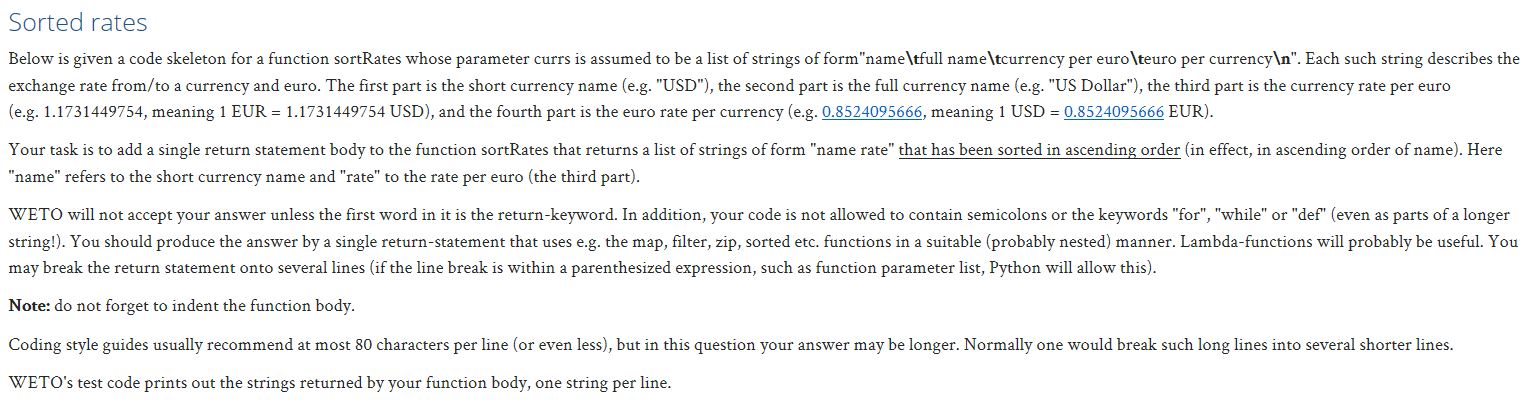 Sorted rates
Below is given a code skeleton for a function sortRates whose parameter currs is assumed to be a list of strings of form"name\tfull name\tcurrency per euro\teuro per currency\n". Each such string describes the
exchange rate from/to a currency and euro. The first part is the short currency name (e.g. "USD"), the second part is the full currency name (e.g. "US Dollar"), the third part is the currency rate per euro
(e.g. 1.1731449754, meaning 1 EUR = 1.1731449754 USD), and the fourth part is the euro rate per currency (e.g. 0.8524095666, meaning 1 USD = 0.8524095666 EUR).
Your task is to add a single return statement body to the function sortRates that returns a list of strings of form "name rate" that has been sorted in ascending order (in effect, in ascending order of name). Here
"name" refers to the short currency name and "rate" to the rate per euro (the third part).
WETO will not accept your answer unless the first word in it is the return-keyword. In addition, your code is not allowed to contain semicolons or the keywords "for", "while" or "def" (even as parts of a longer
string!). You should produce the answer by a single return-statement that uses e.g. the map, filter, zip, sorted etc. functions in a suitable (probably nested) manner. Lambda-functions will probably be useful. You
may break the return statement onto several lines (if the line break is within a parenthesized expression, such as function parameter list, Python will allow this).
Note: do not forget to indent the function body.
Coding style guides usually recommend at most 80 characters per line (or even less), but in this question your answer may be longer. Normally one would break such long lines into several shorter lines.
WETO's test code prints out the strings returned by your function body, one string per line.